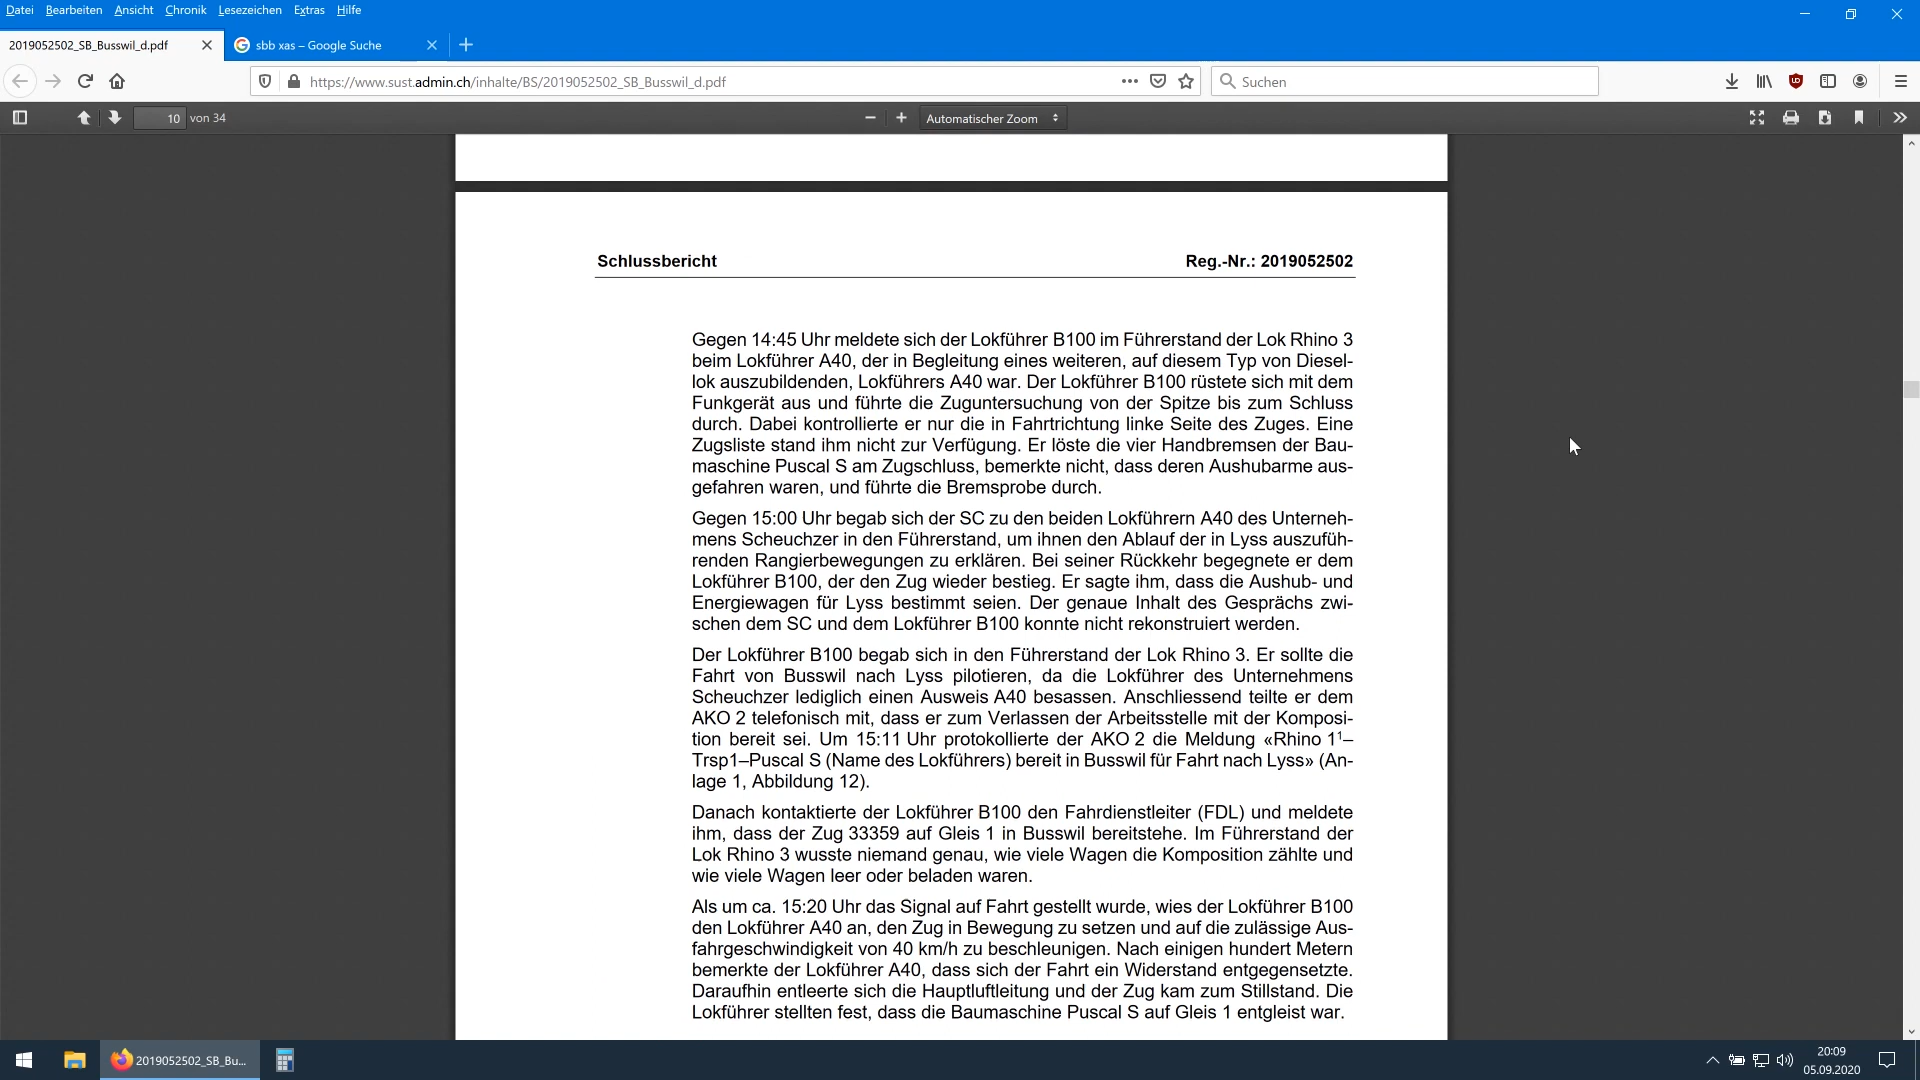 Datei Bearbeiten Ansicht Chronik Lesezeichen Extras Hilfe
2019052502_SB_Busswil_d.pdf
sbb xas – Google Suche
https://www.sust.admin.ch/inhalte/BS/2019052502_SB_Busswil_d.pdf
Suchen
10 von 34
Automatischer Zoom
Schlussbericht Reg.-Nr.: 2019052502
Gegen 14:45 Uhr meldete sich der Lokführer B100 im Führerstand der Lok Rhino 3
beim Lokführer A40, der in Begleitung eines weiteren, auf diesem Typ von Diesel-
lok auszubildenden, Lokführers A40 war. Der Lokführer B100 rüstete sich mit dem
Funkgerät aus und führte die Zuguntersuchung von der Spitze bis zum Schluss
durch. Dabei kontrollierte er nur die in Fahrtrichtung linke Seite des Zuges. Eine
Zugsliste stand ihm nicht zur Verfügung. Er löste die vier Handbremsen der Bau-
maschine Puscal S am Zugschluss, bemerkte nicht, dass deren Aushubarme aus-
gefahren waren, und führte die Bremsprobe durch.
Gegen 15:00 Uhr begab sich der SC zu den beiden Lokführern A40 des Unterneh-
mens Scheuchzer in den Führerstand, um ihnen den Ablauf der in Lyss auszufüh-
renden Rangierbewegungen zu erklären. Bei seiner Rückkehr begegnete er dem
Lokführer B100, der den Zug wieder bestieg. Er sagte ihm, dass die Aushub- und
Energiewagen für Lyss bestimmt seien. Der genaue Inhalt des Gesprächs zwi-
schen dem SC und dem Lokführer B100 konnte nicht rekonstruiert werden.
Der Lokführer B100 begab sich in den Führerstand der Lok Rhino 3. Er sollte die
Fahrt von Busswil nach Lyss pilotieren, da die Lokführer des Unternehmens
Scheuchzer lediglich einen Ausweis A40 besassen. Anschliessend teilte er dem
AKO 2 telefonisch mit, dass er zum Verlassen der Arbeitsstelle mit der Komposi-
tion bereit sei. Um 15:11 Uhr protokollierte der AKO 2 die Meldung «Rhino 1¹–
Trsp1–Puscal S (Name des Lokführers) bereit in Busswil für Fahrt nach Lyss» (An-
lage 1, Abbildung 12).
Danach kontaktierte der Lokführer B100 den Fahrdienstleiter (FDL) und meldete
ihm, dass der Zug 33359 auf Gleis 1 in Busswil bereitstehe. Im Führerstand der
Lok Rhino 3 wusste niemand genau, wie viele Wagen die Komposition zählte und
wie viele Wagen leer oder beladen waren.
Als um ca. 15:20 Uhr das Signal auf Fahrt gestellt wurde, wies der Lokführer B100
den Lokführer A40 an, den Zug in Bewegung zu setzen und auf die zulässige Aus-
fahrgeschwindigkeit von 40 km/h zu beschleunigen. Nach einigen hundert Metern
bemerkte der Lokführer A40, dass sich der Fahrt ein Widerstand entgegensetzte.
Daraufhin entleerte sich die Hauptluftleitung und der Zug kam zum Stillstand. Die
Lokführer stellten fest, dass die Baumaschine Puscal S auf Gleis 1 entgleist war.
2019052502_SB_Bu...
20:09
05.09.2020